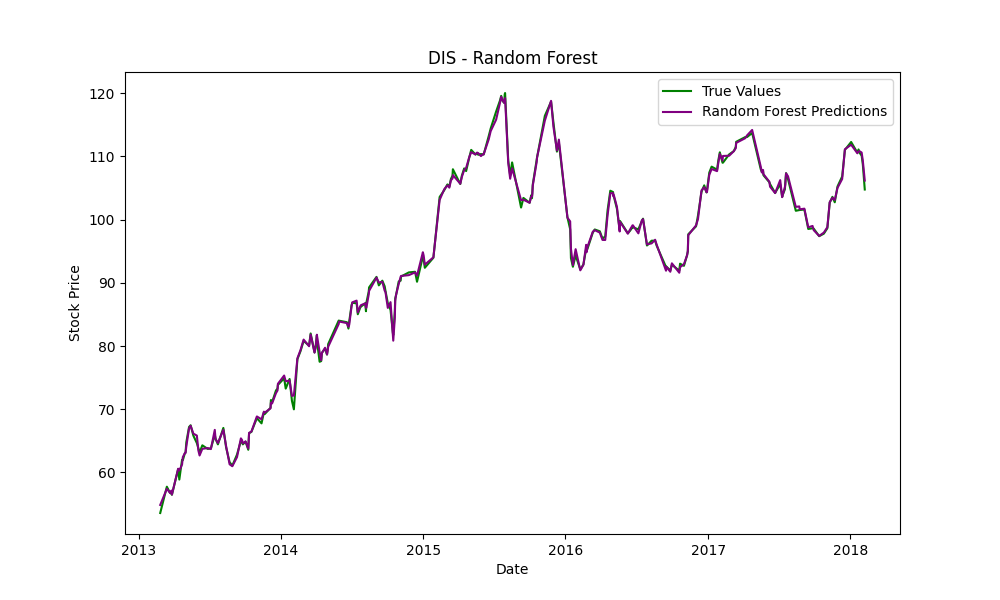 DIS - Random Forest
True Values
Random Forest Predictions
Stock Price
120
110
100
90
80
70
60
2013 2014 2015 2016 2017 2018
Date